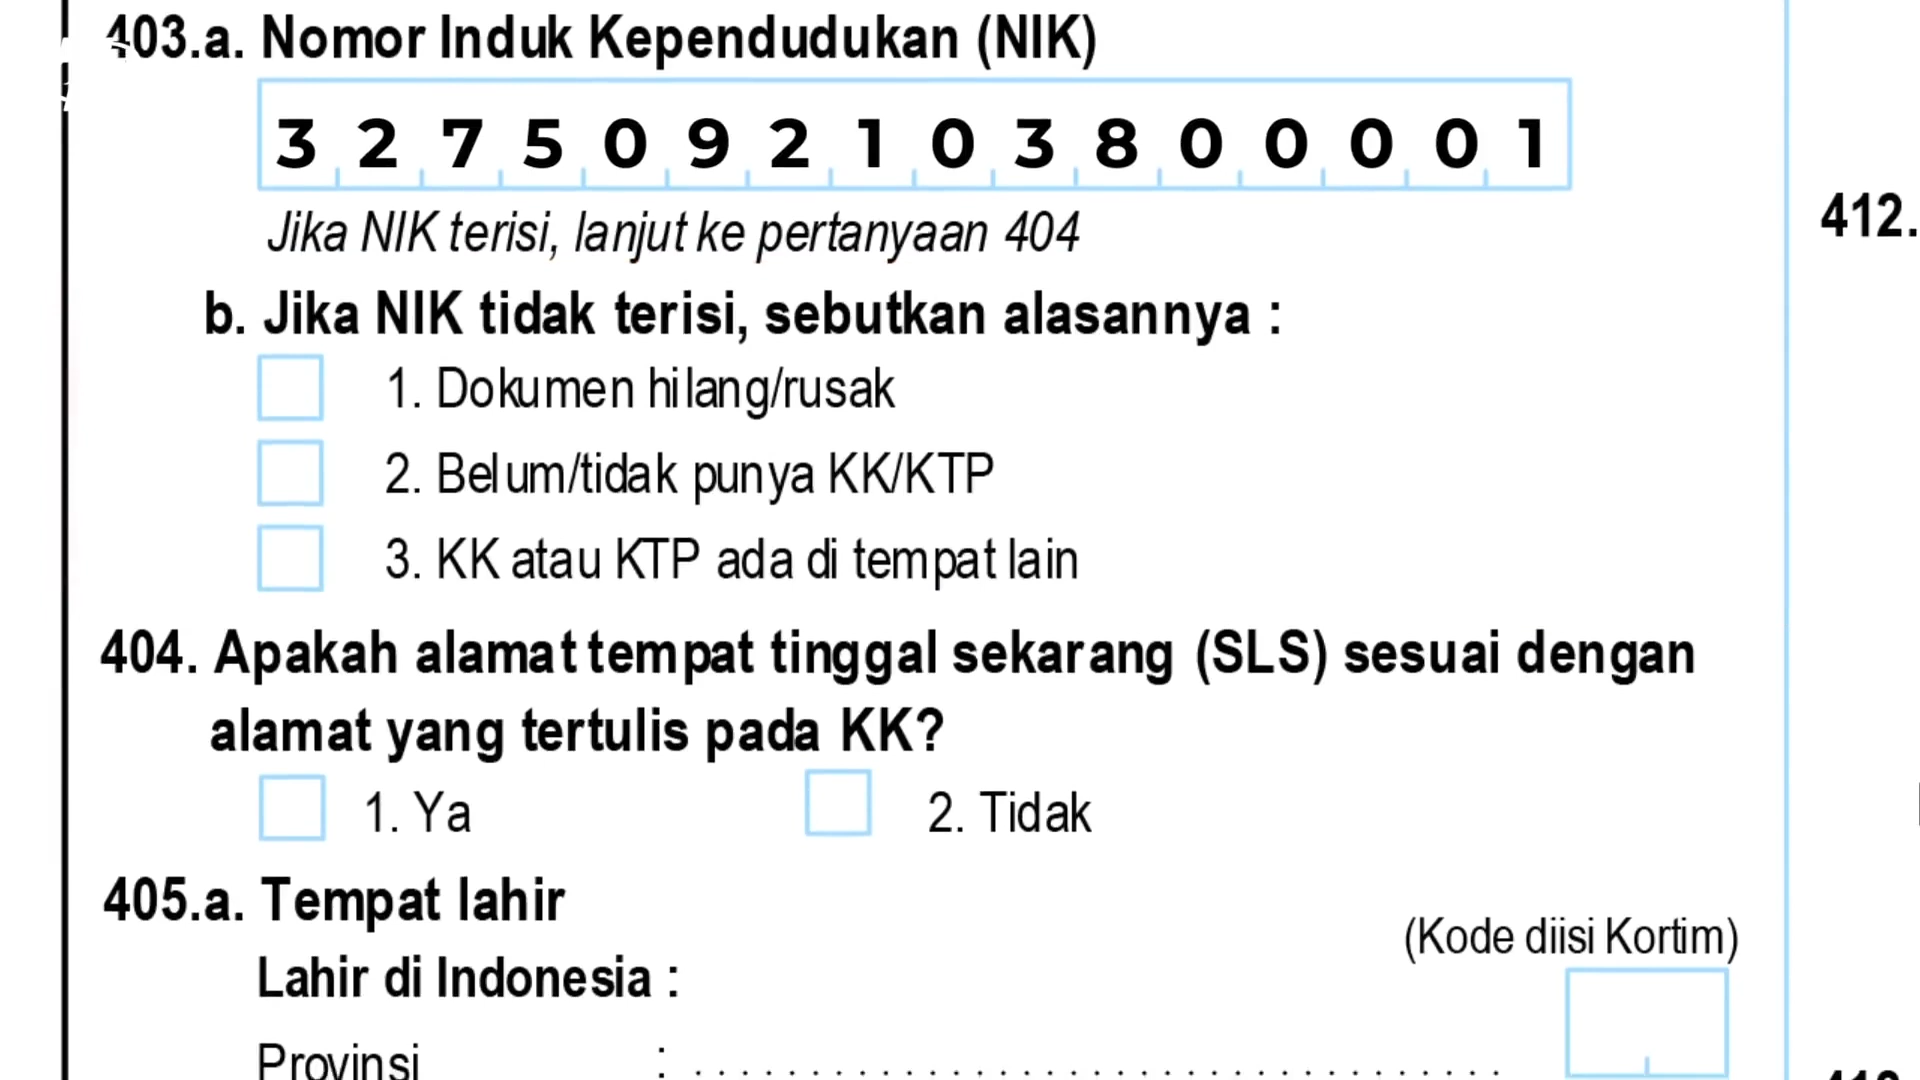 403.a. Nomor Induk Kependudukan (NIK)
3 2 7 5 0 9 2 1 0 3 8 0 0 0 0 1
Jika NIK terisi, lanjut ke pertanyaan 404
412.
b. Jika NIK tidak terisi, sebutkan alasannya :
1. Dokumen hilang/rusak
2. Belum/tidak punya KK/KTP
3. KK atau KTP ada di tempat lain
404. Apakah alamat tempat tinggal sekarang (SLS) sesuai dengan
alamat yang tertulis pada KK?
1. Ya 2. Tidak
405.a. Tempat lahir
(Kode diisi Kortim)
Lahir di Indonesia :
Provinsi : . . . . . . . . . . . . . . . . . . . . . . . . . . . . . . . . . . . . . . . . . .